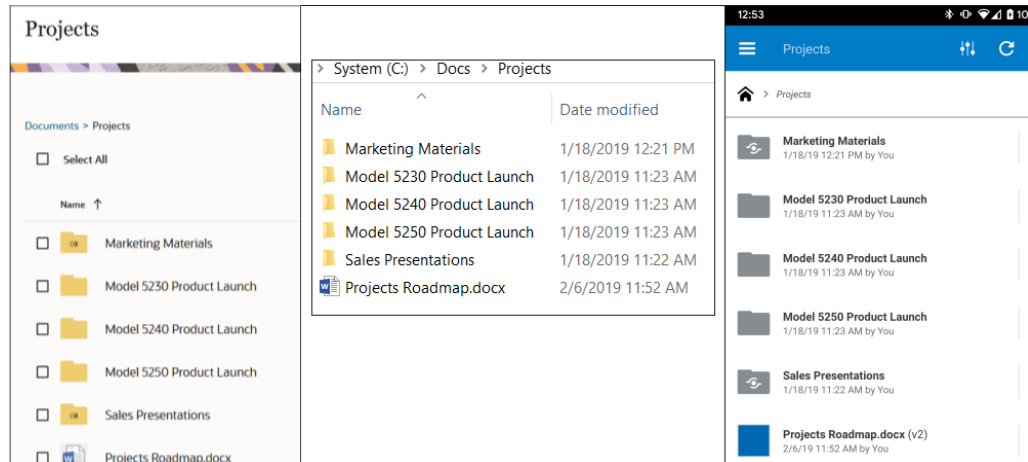 Projects
Documents > Projects
Select All
Name ↑
Marketing Materials
Model 5230 Product Launch
Model 5240 Product Launch
Model 5250 Product Launch
Sales Presentations
Projects Roadmap.docx
> System (C:) > Docs > Projects
Name Date modified
Marketing Materials 1/18/2019 12:21 PM
Model 5230 Product Launch 1/18/2019 11:23 AM
Model 5240 Product Launch 1/18/2019 11:23 AM
Model 5250 Product Launch 1/18/2019 11:23 AM
Sales Presentations 1/18/2019 11:22 AM
Projects Roadmap.docx 2/6/2019 11:52 AM
12:53 10
Projects
> Projects
Marketing Materials
1/18/19 12:21 PM by You
Model 5230 Product Launch
1/18/19 11:23 AM by You
Model 5240 Product Launch
1/18/19 11:23 AM by You
Model 5250 Product Launch
1/18/19 11:23 AM by You
Sales Presentations
1/18/19 11:22 AM by You
Projects Roadmap.docx (v2)
2/6/19 11:52 AM by You